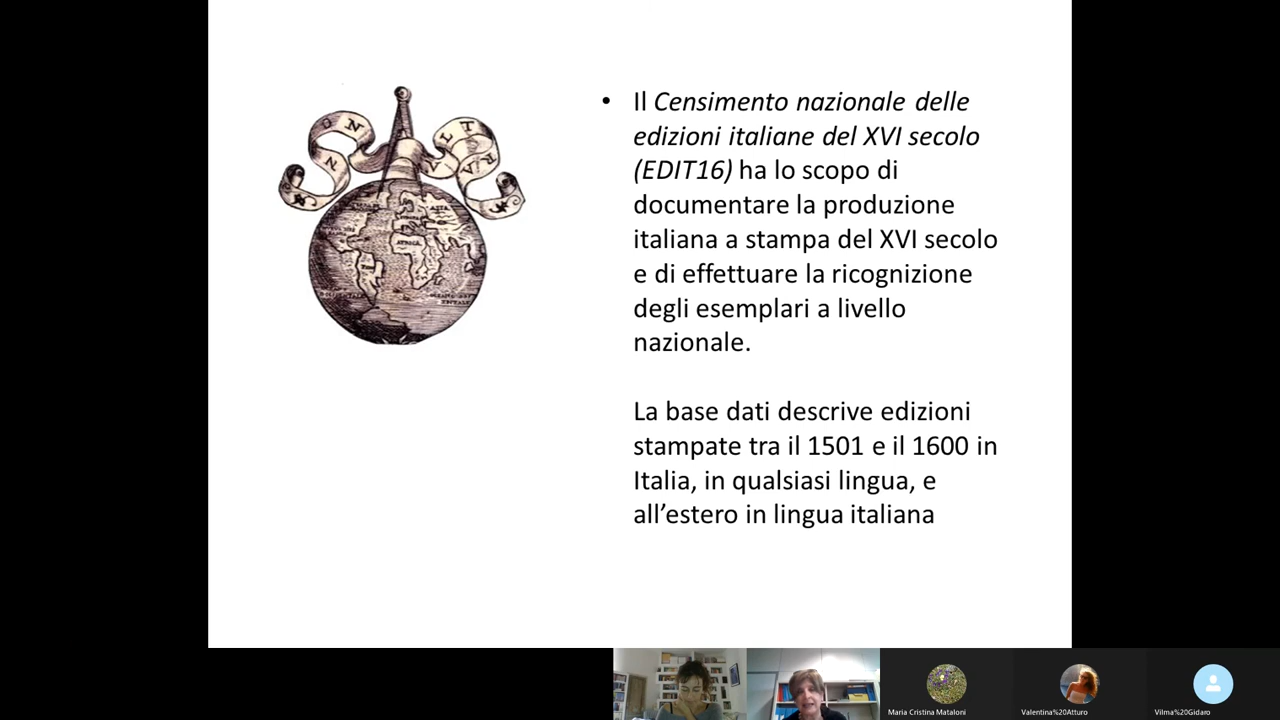 • Il Censimento nazionale delle
edizioni italiane del XVI secolo
(EDIT16) ha lo scopo di
documentare la produzione
italiana a stampa del XVI secolo
e di effettuare la ricognizione
degli esemplari a livello
nazionale.
La base dati descrive edizioni
stampate tra il 1501 e il 1600 in
Italia, in qualsiasi lingua, e
all’estero in lingua italiana
AFRICA
Maria Cristina Mataloni
Valentina%20Atturo
Vilma%20Gidaro